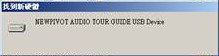 找到新硬體
NEWPIVOT AUDIO TOUR GUIDE USB Device